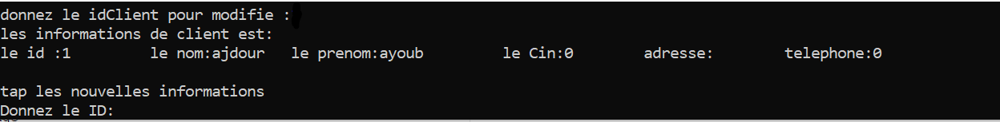 donnez le idClient pour modifie :
les informations de client est:
le id :1 le nom:ajdour le prenom:ayoub le Cin:0 adresse: telephone:0
tap les nouvelles informations
Donnez le ID: